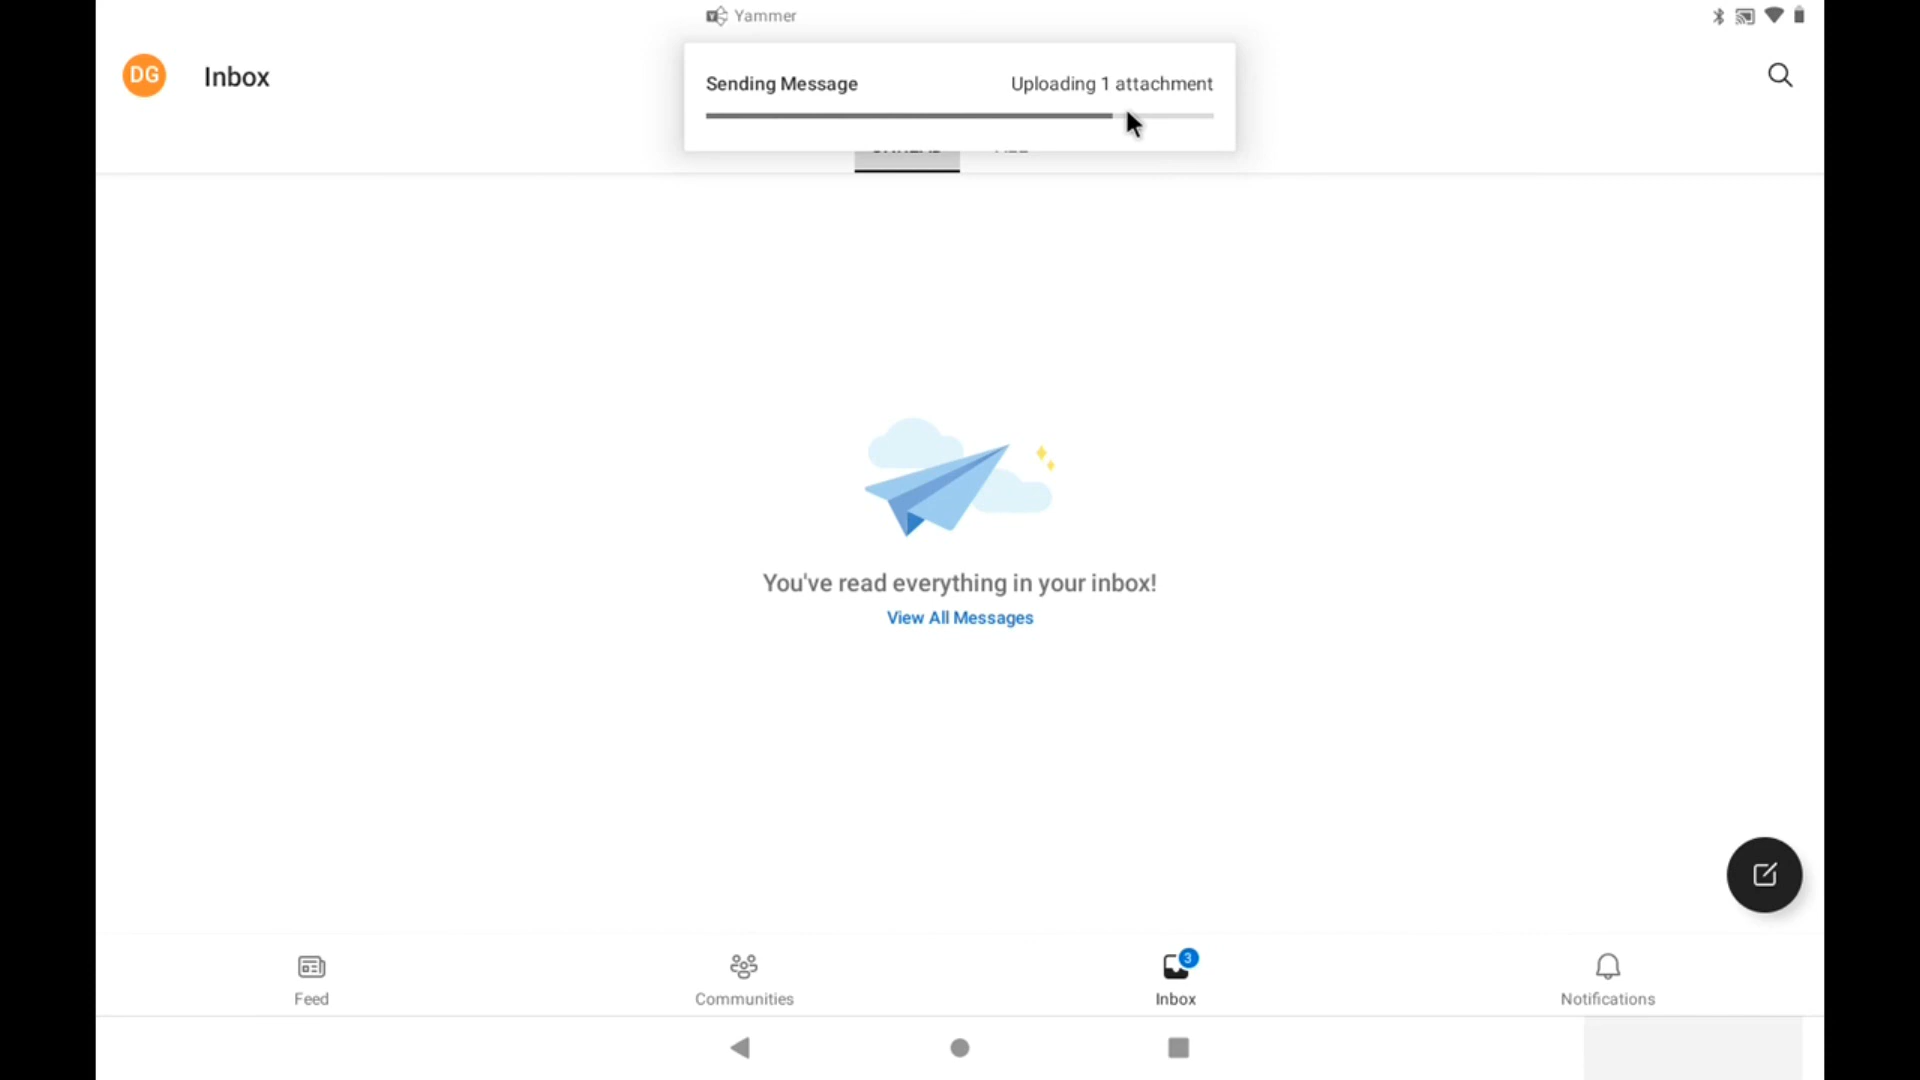 Yammer
DG
Inbox
Sending Message
Uploading 1 attachment
You've read everything in your inbox!
View All Messages
3
Feed
Communities
Inbox
Notifications